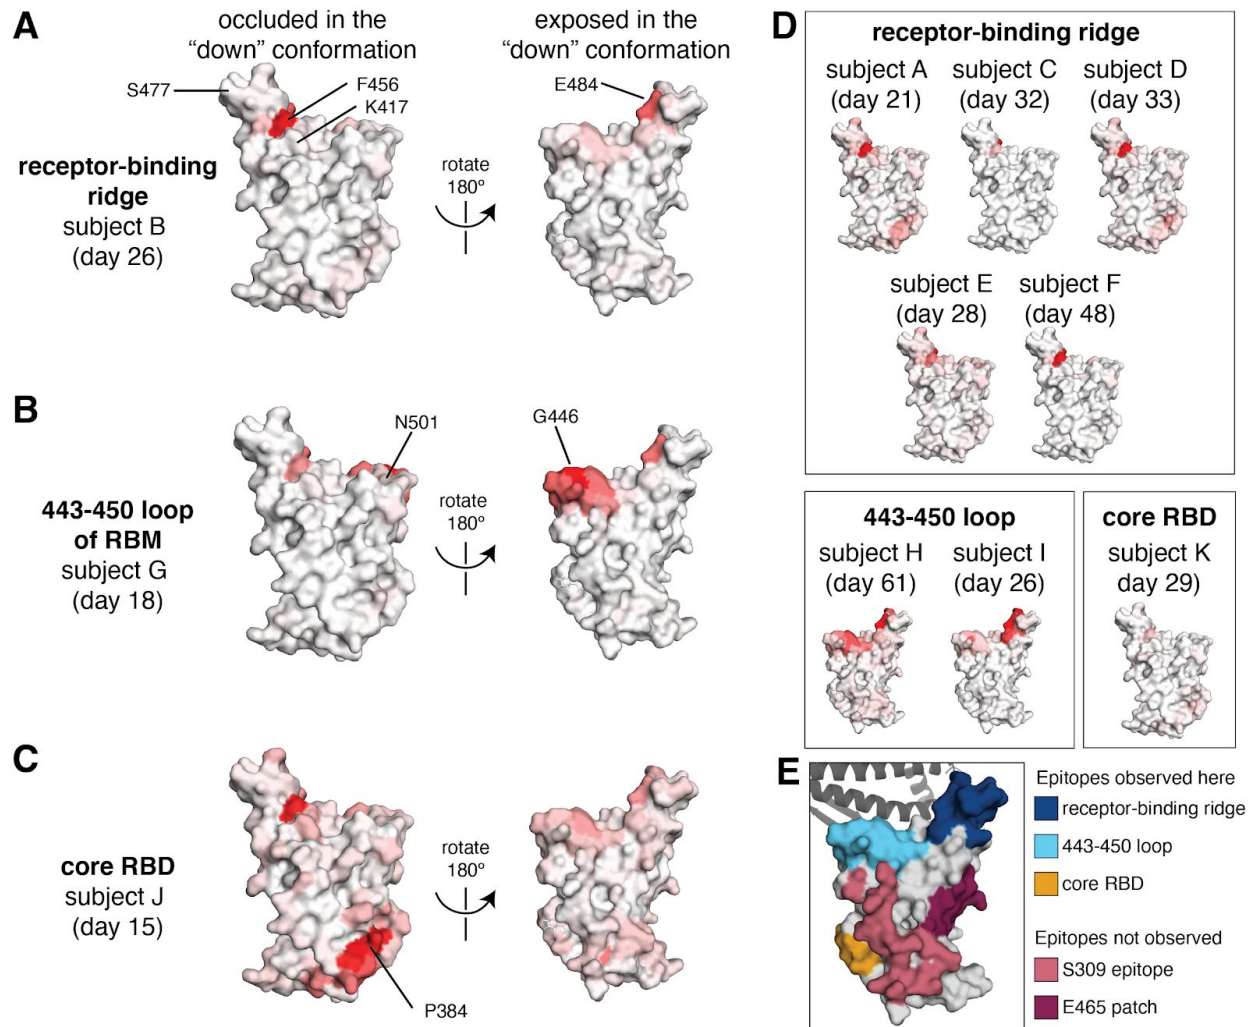 A
occluded in the
“down” conformation
exposed in the
“down” conformation
S477
F456
K417
E484
receptor-binding
ridge
subject B
(day 26)
rotate
180°
B
N501
G446
443-450 loop
of RBM
subject G
(day 18)
rotate
180°
C
core RBD
subject J
(day 15)
rotate
180°
P384
D
receptor-binding ridge
subject A
(day 21)
subject C
(day 32)
subject D
(day 33)
subject E
(day 28)
subject F
(day 48)
443-450 loop
subject H
(day 61)
subject I
(day 26)
core RBD
subject K
day 29)
E
Epitopes observed here
receptor-binding ridge
443-450 loop
core RBD
Epitopes not observed
S309 epitope
E465 patch